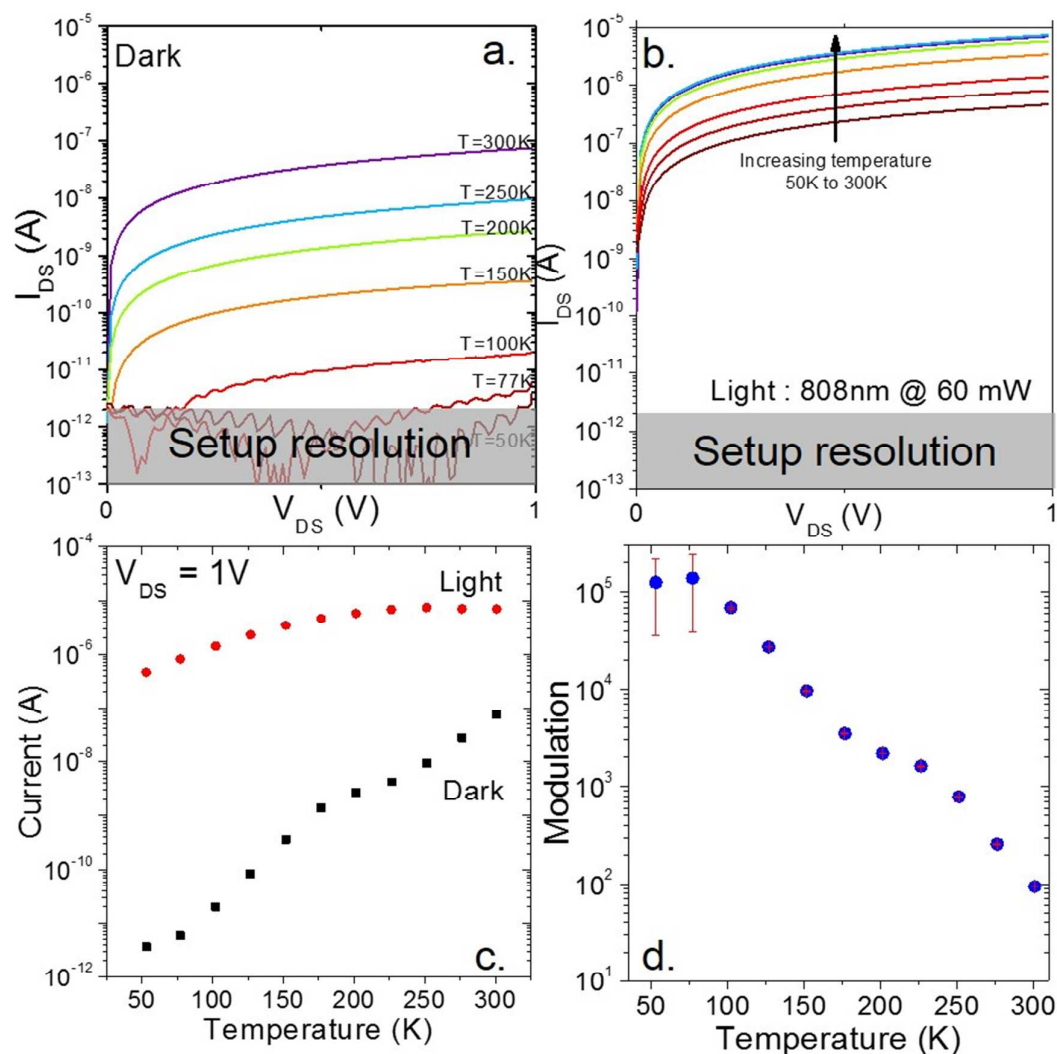 Dark
a.
10^-5
10^-6
10^-7
10^-8
10^-9
10^-10
10^-11
10^-12
10^-13
I_DS (A)
T=300K
T=250K
T=200K
T=150K
T=100K
T=77K
T=50K
Setup resolution
0
1
V_DS (V)
b.
10^-5
10^-6
10^-7
10^-8
10^-9
10^-10
10^-11
10^-12
10^-13
I_DS (A)
Increasing temperature
50K to 300K
Light : 808nm @ 60 mW
Setup resolution
0
1
V_DS (V)
V_DS = 1V
Light
Dark
c.
10^-4
10^-6
10^-8
10^-10
10^-12
Current (A)
50 100 150 200 250 300
Temperature (K)
10^5
10^4
10^3
10^2
10^1
Modulation
d.
50 100 150 200 250 300
Temperature (K)